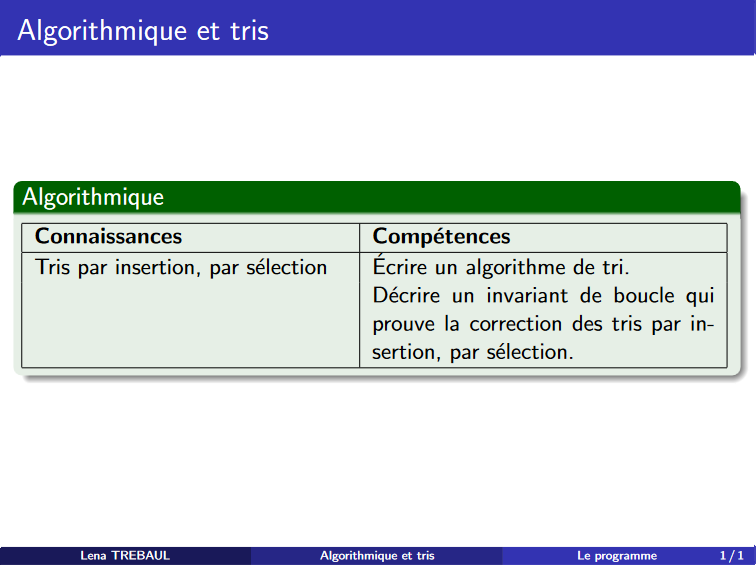 Algorithmique et tris
Algorithmique
Connaissances
Compétences
Tris par insertion, par sélection
Écrire un algorithme de tri.
Décrire un invariant de boucle qui
prouve la correction des tris par in-
sertion, par sélection.
Lena TREBAUL
Algorithmique et tris
Le programme
1 / 1